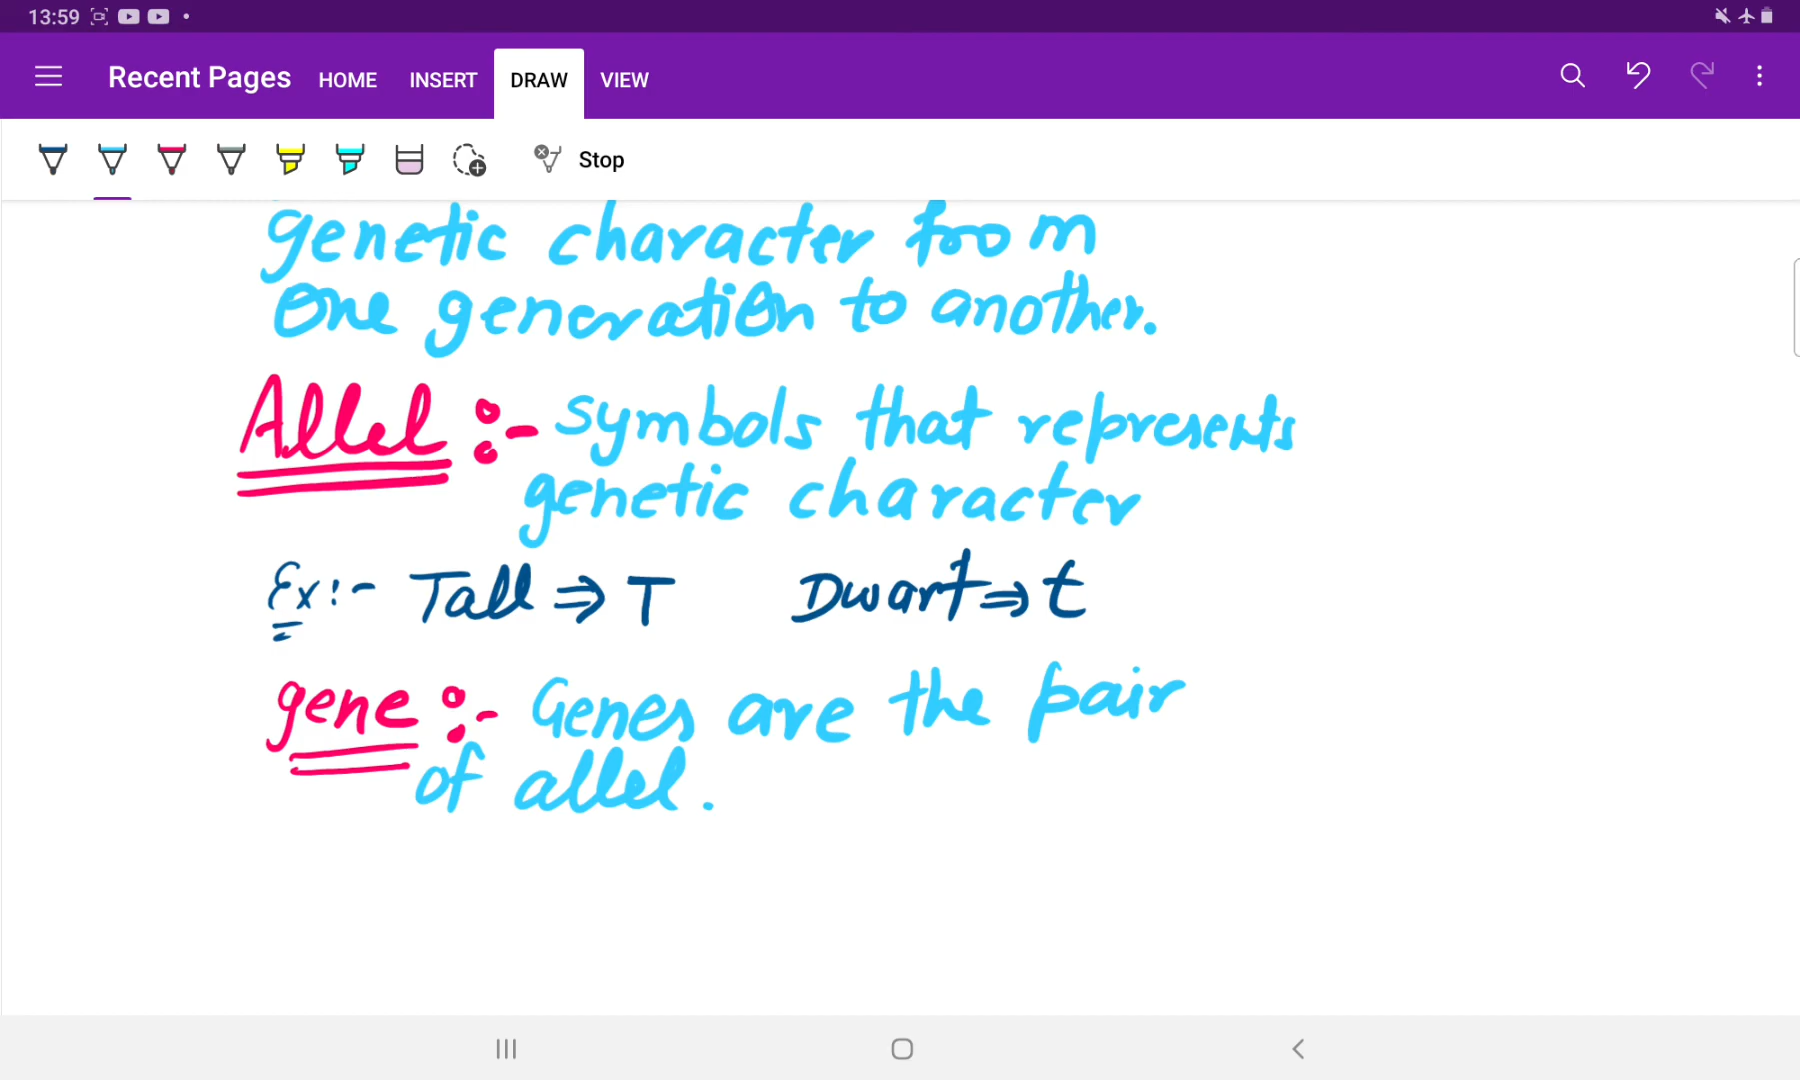 13:59
Recent Pages HOME INSERT DRAW VIEW
Stop
genetic character from
one generation to another.
Allel :- symbols that represents
genetic character
Ex:- Tall ⇒ T Dwarf ⇒ t
gene :- Genes are the pair
of allel.